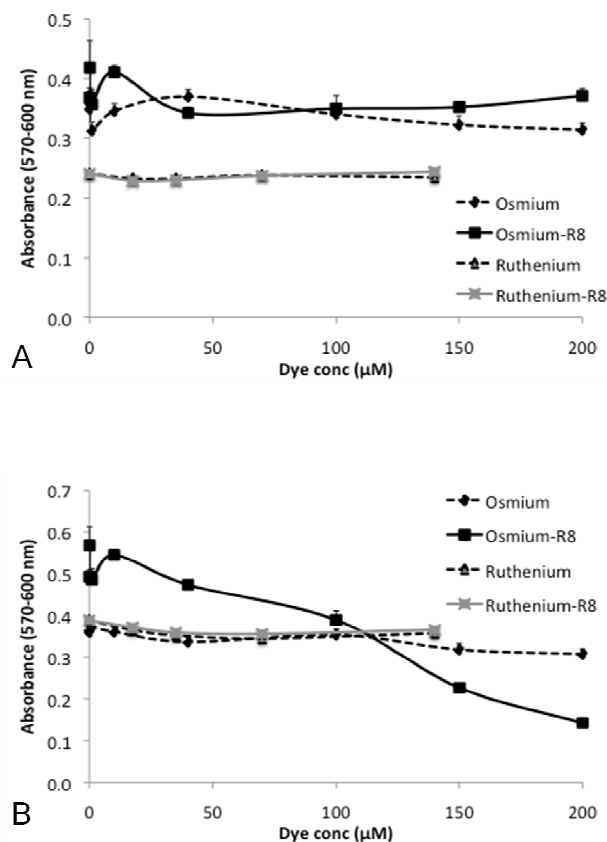 0.5
0.4
0.3
0.2
0.1
0.0
Absorbance (570-600 nm)
Osmium
Osmium-R8
Ruthenium
Ruthenium-R8
0 50 100 150 200
Dye conc (µM)
A
0.7
0.6
0.5
0.4
0.3
0.2
0.1
0.0
Absorbance (570-600 nm)
Osmium
Osmium-R8
Ruthenium
Ruthenium-R8
0 50 100 150 200
Dye conc (µM)
B